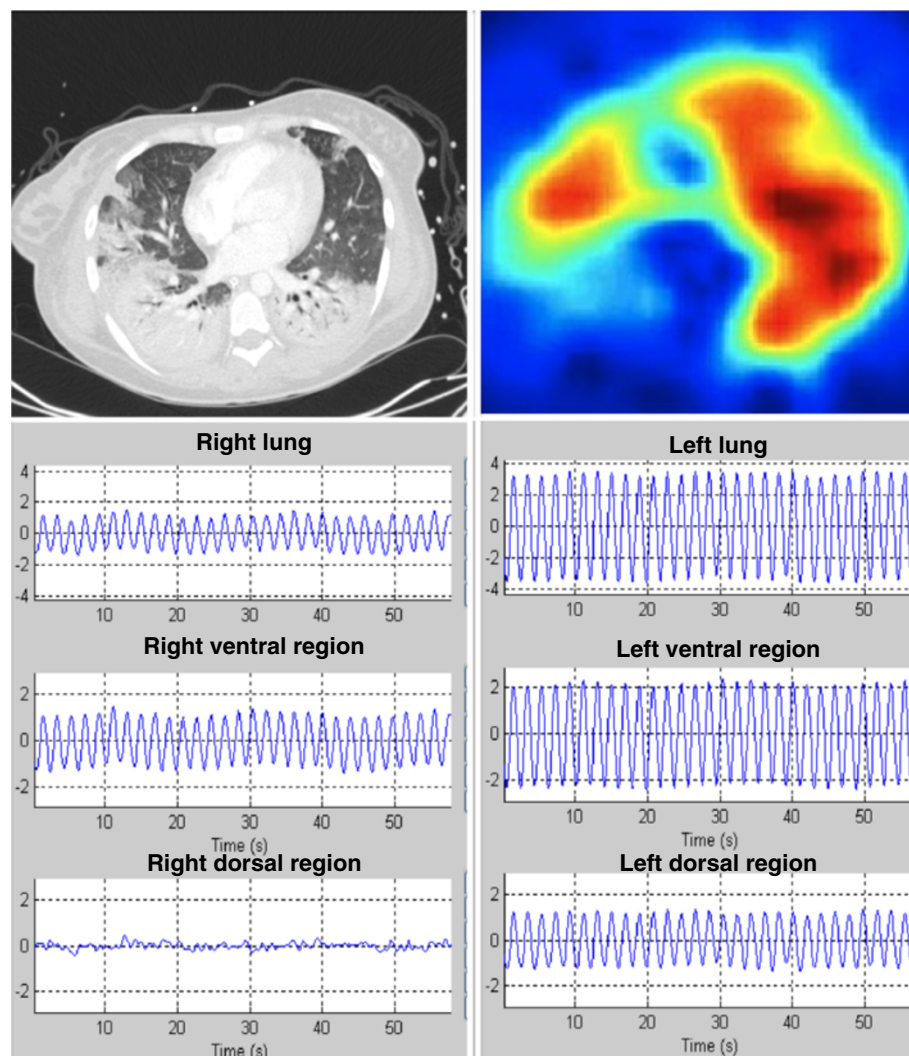 Right lung
4
2
0
-2
-4
10 20 30 40 50
Left lung
4
2
0
-2
-4
10 20 30 40 50
Right ventral region
2
0
-2
10 20 30 40 50
Time (s)
Left ventral region
2
0
-2
10 20 30 40 50
Time (s)
Right dorsal region
2
0
-2
10 20 30 40 50
Time (s)
Left dorsal region
2
0
-2
10 20 30 40 50
Time (s)